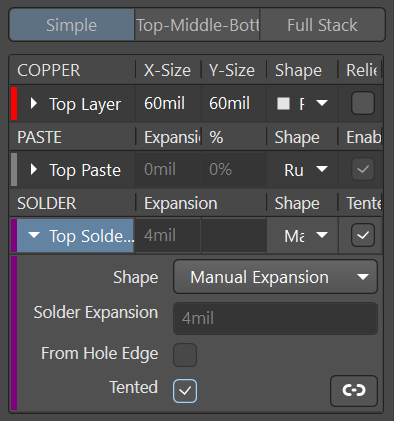 Simple Top-Middle-Bott Full Stack
COPPER X-Size Y-Size Shape Relie
Top Layer 60mil 60mil
PASTE Expansi % Shape Enab
Top Paste 0mil 0% Ru
SOLDER Expansion Shape Tente
Top Solde... 4mil Ma
Shape Manual Expansion
Solder Expansion 4mil
From Hole Edge
Tented